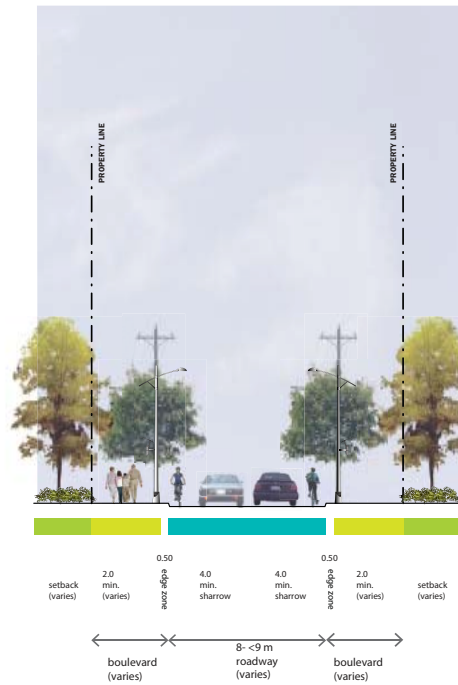 PROPERTY LINE
PROPERTY LINE
setback
(varies)
2.0
min.
(varies)
0.50
edge zone
4.0
min.
sharrow
4.0
min.
sharrow
0.50
edge zone
2.0
min.
(varies)
setback
(varies)
boulevard
(varies)
8- <9 m
roadway
(varies)
boulevard
(varies)